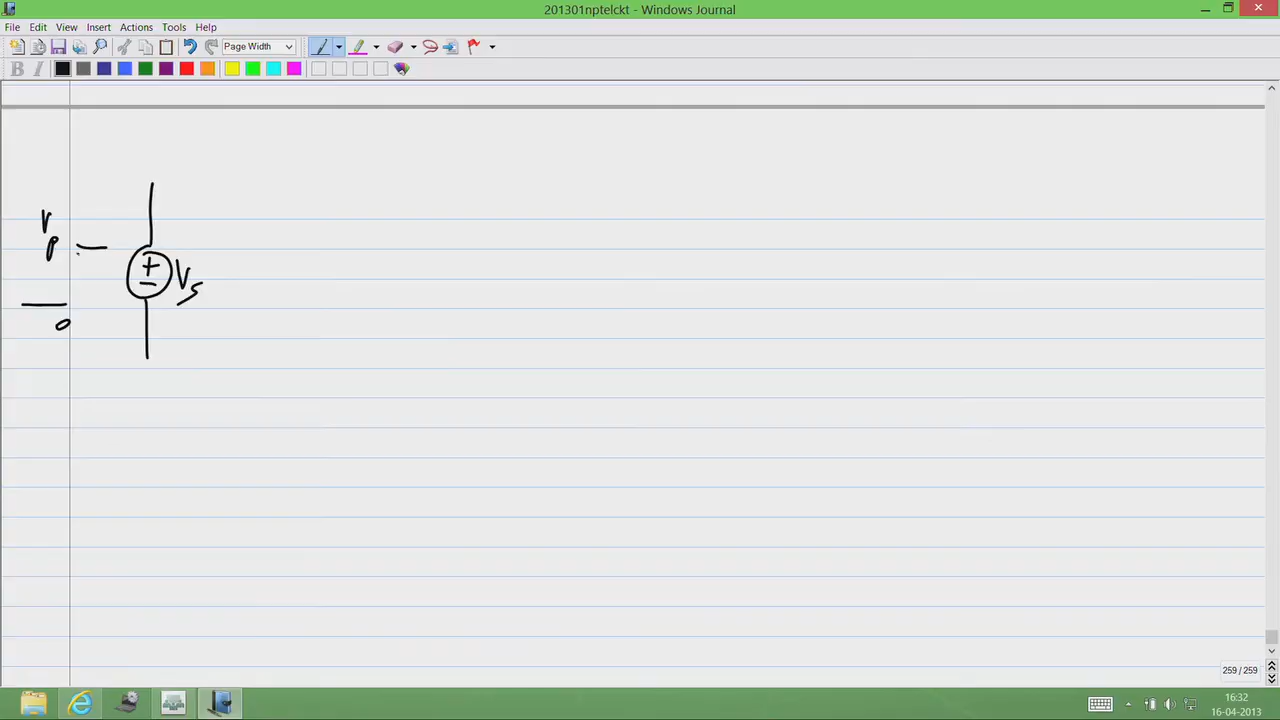 201301nptelckt - Windows Journal
File Edit View Insert Actions Tools Help
Page Width
B I
V
p
+
- Vs
0
259 / 259
16:32
16-04-2013